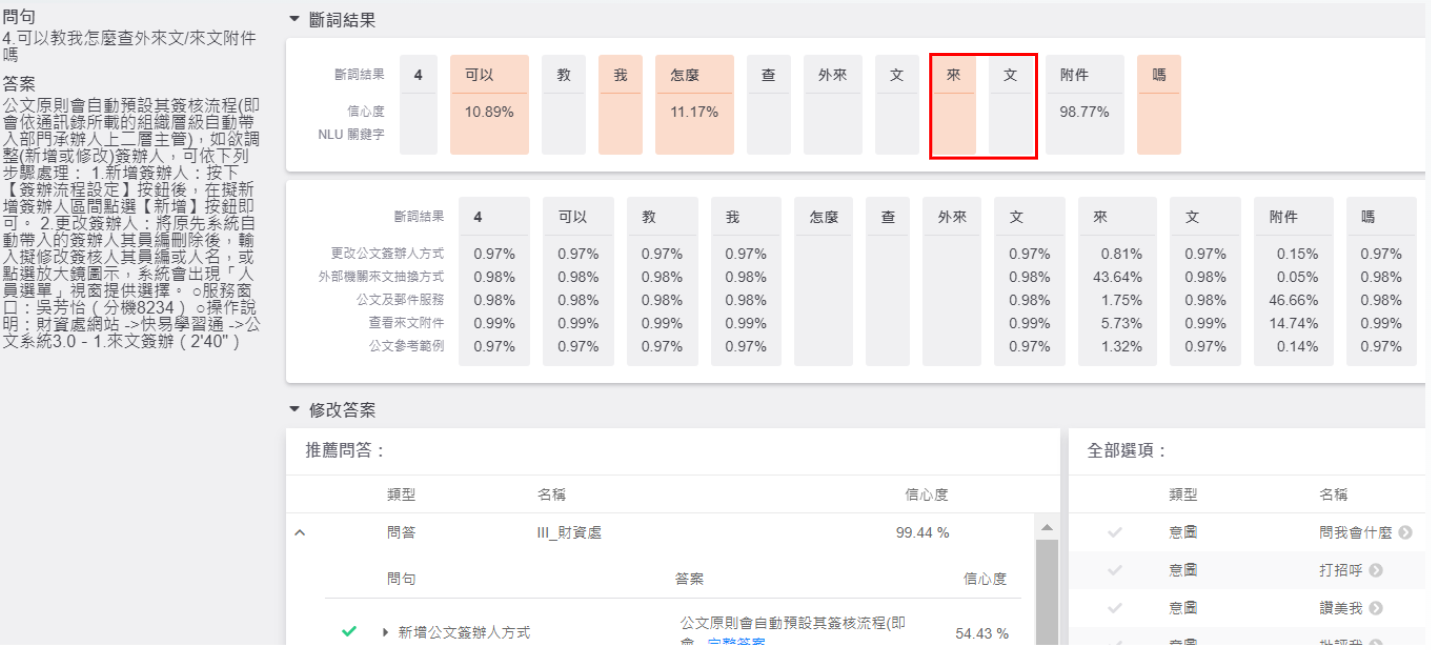 問句
4.可以教我怎麼查外來文/來文附件
嗎
答案
公文原則會自動預設其簽核流程(即
會依通訊錄所載的組織層級自動帶
入部門承辦人上二層主管)，如欲調
整(新增或修改)簽辦人，可依下列
步驟處理： 1.新增簽辦人：按下
【簽辦流程設定】按鈕後，在擬新
增簽辦人區間點選【新增】按鈕即
可。 2.更改簽辦人：將原先系統自
動帶入的簽辦人其員編刪除後，輸
入擬修改簽核人其員編或人名，或
點選放大鏡圖示，系統會出現「人
員選單」視窗提供選擇。 ○服務窗
口：吳芳怡（分機8234） ○操作說
明：財資處網站 ->快易學習通 ->公
文系統3.0 - 1.來文簽辦（2'40"）
斷詞結果
斷詞結果 4 可以 教 我 怎麼 查 外來 文 來 文 附件 嗎
信心度 10.89% 11.17% 98.77%
NLU 關鍵字
斷詞結果 4 可以 教 我 怎麼 查 外來 文 來 文 附件 嗎
更改公文簽辦人方式 0.97% 0.97% 0.97% 0.97% 0.97% 0.81% 0.97% 0.15% 0.97%
外部機關來文抽換方式 0.98% 0.98% 0.98% 0.98% 0.98% 43.64% 0.98% 0.05% 0.98%
公文及郵件服務 0.98% 0.98% 0.98% 0.98% 0.98% 1.75% 0.98% 46.66% 0.98%
查看來文附件 0.99% 0.99% 0.99% 0.99% 0.99% 5.73% 0.99% 14.74% 0.99%
公文參考範例 0.97% 0.97% 0.97% 0.97% 0.97% 1.32% 0.97% 0.14% 0.97%
修改答案
推薦問答：
類型 名稱 信心度
問答 III_財資處 99.44 %
問句 答案 信心度
新增公文簽辦人方式 公文原則會自動預設其簽核流程(即 54.43 %
會 完整答案
全部選項：
類型 名稱
意圖 問我會什麼
意圖 打招呼
意圖 讚美我
意圖 批評我